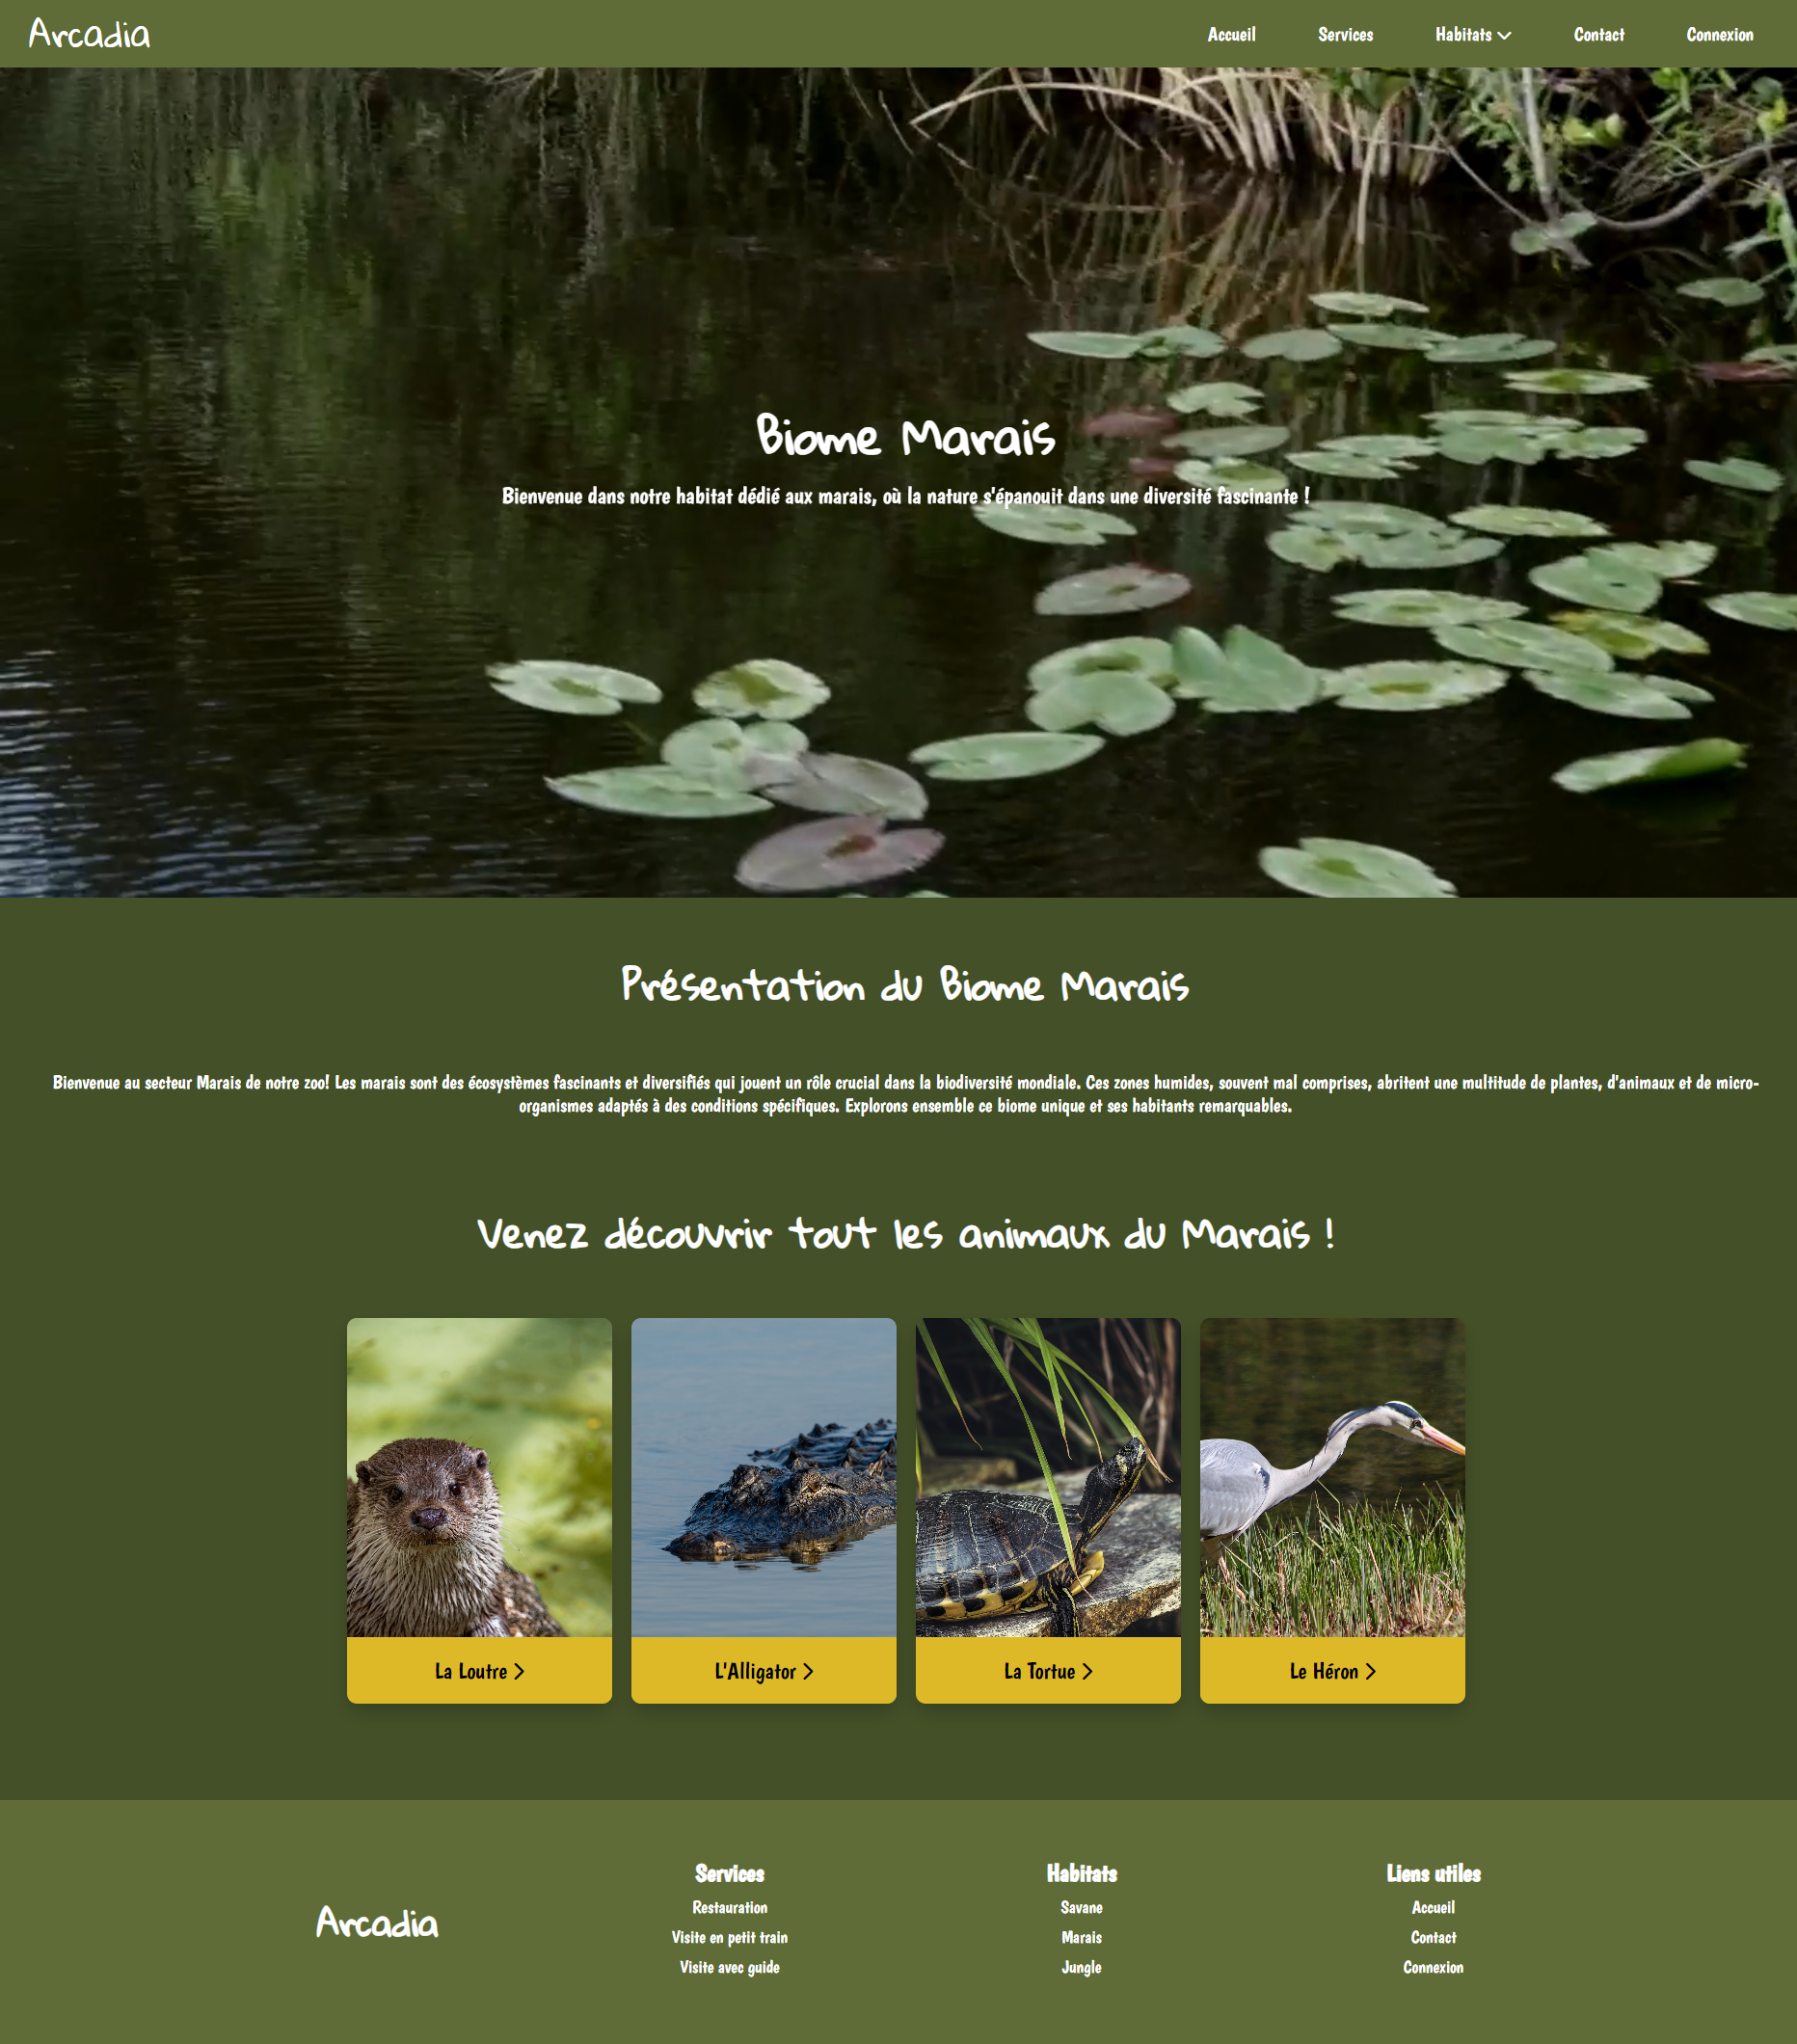 Arcadia
Accueil
Services
Habitats
Contact
Connexion
Biome Marais
Bienvenue dans notre habitat dédié aux marais, où la nature s'épanouit dans une diversité fascinante !
Présentation du Biome Marais
Bienvenue au secteur Marais de notre zoo! Les marais sont des écosystèmes fascinants et diversifiés qui jouent un rôle crucial dans la biodiversité mondiale. Ces zones humides, souvent mal comprises, abritent une multitude de plantes, d'animaux et de micro-
organismes adaptés à des conditions spécifiques. Explorons ensemble ce biome unique et ses habitants remarquables.
Venez découvrir tout les animaux du Marais !
La Loutre
L'Alligator
La Tortue
Le Héron
Arcadia
Services
Restauration
Visite en petit train
Visite avec guide
Habitats
Savane
Marais
Jungle
Liens utiles
Accueil
Contact
Connexion